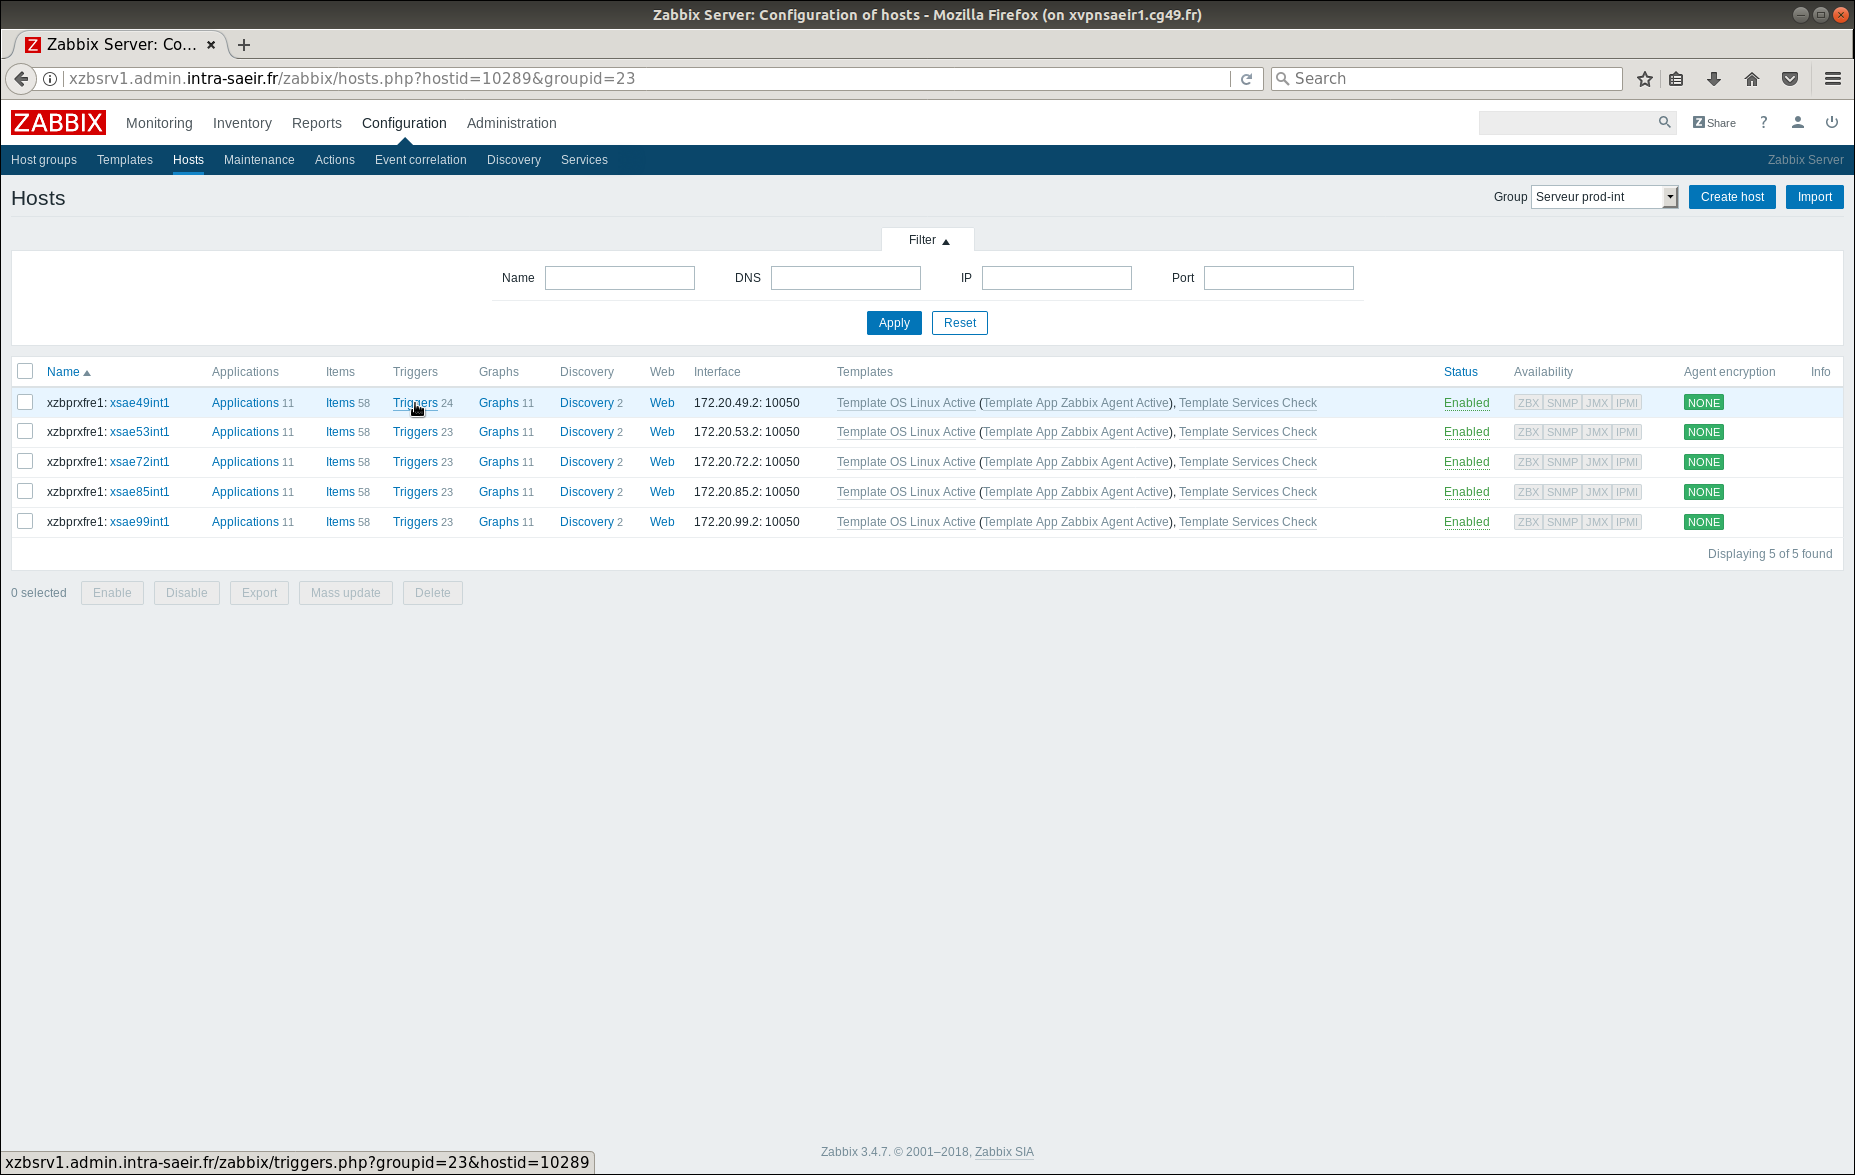 Zabbix Server: Configuration of hosts - Mozilla Firefox (on xvpnsaeir1.cg49.fr)
Zabbix Server: Co...
xzbsrv1.admin.intra-saeir.fr/zabbix/hosts.php?hostid=10289&groupid=23
Search
ZABBIX Monitoring Inventory Reports Configuration Administration Z Share ?
Host groups Templates Hosts Maintenance Actions Event correlation Discovery Services Zabbix Server
Hosts Group Serveur prod-int Create host Import
Filter
Name DNS IP Port
Apply Reset
Name Applications Items Triggers Graphs Discovery Web Interface Templates Status Availability Agent encryption Info
xzbprxfre1: xsae49int1 Applications 11 Items 58 Triggers 24 Graphs 11 Discovery 2 Web 172.20.49.2: 10050 Template OS Linux Active (Template App Zabbix Agent Active), Template Services Check Enabled ZBX SNMP JMX IPMI NONE
xzbprxfre1: xsae53int1 Applications 11 Items 58 Triggers 23 Graphs 11 Discovery 2 Web 172.20.53.2: 10050 Template OS Linux Active (Template App Zabbix Agent Active), Template Services Check Enabled ZBX SNMP JMX IPMI NONE
xzbprxfre1: xsae72int1 Applications 11 Items 58 Triggers 23 Graphs 11 Discovery 2 Web 172.20.72.2: 10050 Template OS Linux Active (Template App Zabbix Agent Active), Template Services Check Enabled ZBX SNMP JMX IPMI NONE
xzbprxfre1: xsae85int1 Applications 11 Items 58 Triggers 23 Graphs 11 Discovery 2 Web 172.20.85.2: 10050 Template OS Linux Active (Template App Zabbix Agent Active), Template Services Check Enabled ZBX SNMP JMX IPMI NONE
xzbprxfre1: xsae99int1 Applications 11 Items 58 Triggers 23 Graphs 11 Discovery 2 Web 172.20.99.2: 10050 Template OS Linux Active (Template App Zabbix Agent Active), Template Services Check Enabled ZBX SNMP JMX IPMI NONE
Displaying 5 of 5 found
0 selected Enable Disable Export Mass update Delete
Zabbix 3.4.7. © 2001–2018, Zabbix SIA
xzbsrv1.admin.intra-saeir.fr/zabbix/triggers.php?groupid=23&hostid=10289